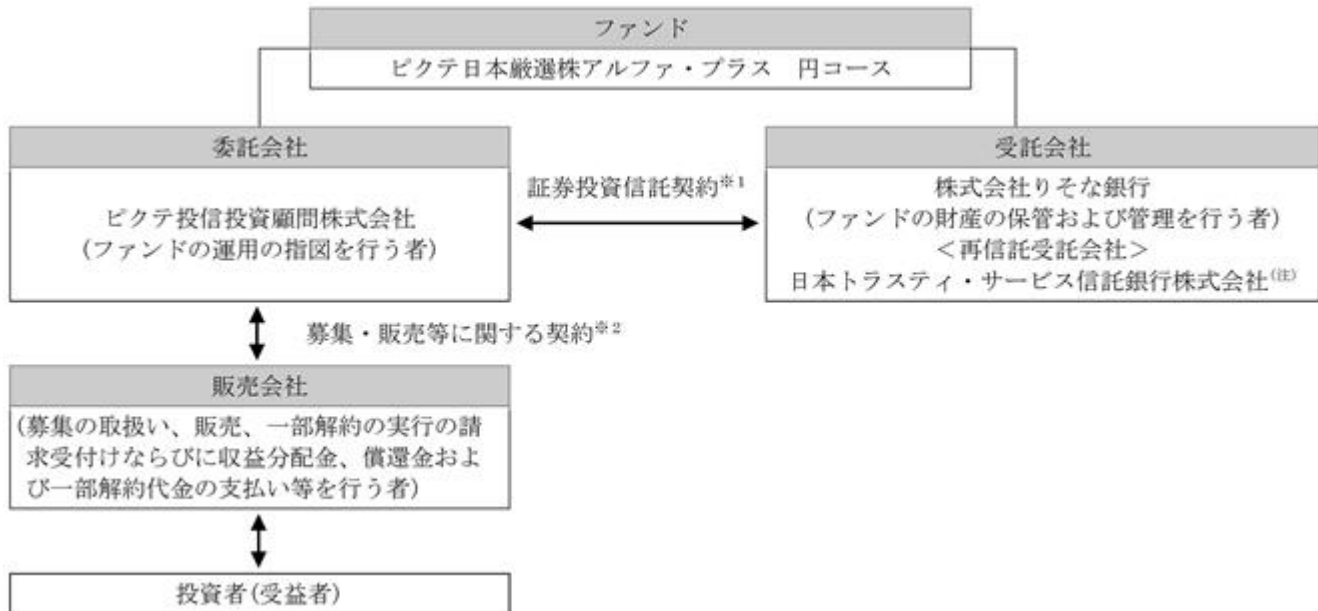 ファンド
ピクテ日本厳選株アルファ・プラス　円コース
委託会社
ピクテ投信投資顧問株式会社
(ファンドの運用の指図を行う者)
証券投資信託契約※1
受託会社
株式会社りそな銀行
(ファンドの財産の保管および管理を行う者)
＜再信託受託会社＞
日本トラスティ・サービス信託銀行株式会社(注)
募集・販売等に関する契約※2
販売会社
(募集の取扱い、販売、一部解約の実行の請
求受付けならびに収益分配金、償還金およ
び一部解約代金の支払い等を行う者)
投資者(受益者)